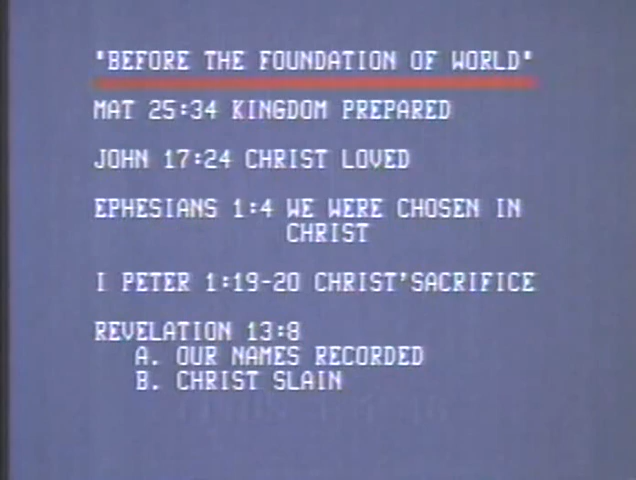 "BEFORE THE FOUNDATION OF WORLD"
MAT 25:34 KINGDOM PREPARED
JOHN 17:24 CHRIST LOVED
EPHESIANS 1:4 WE WERE CHOSEN IN
CHRIST
I PETER 1:19-20 CHRIST'SACRIFICE
REVELATION 13:8
A. OUR NAMES RECORDED
B. CHRIST SLAIN